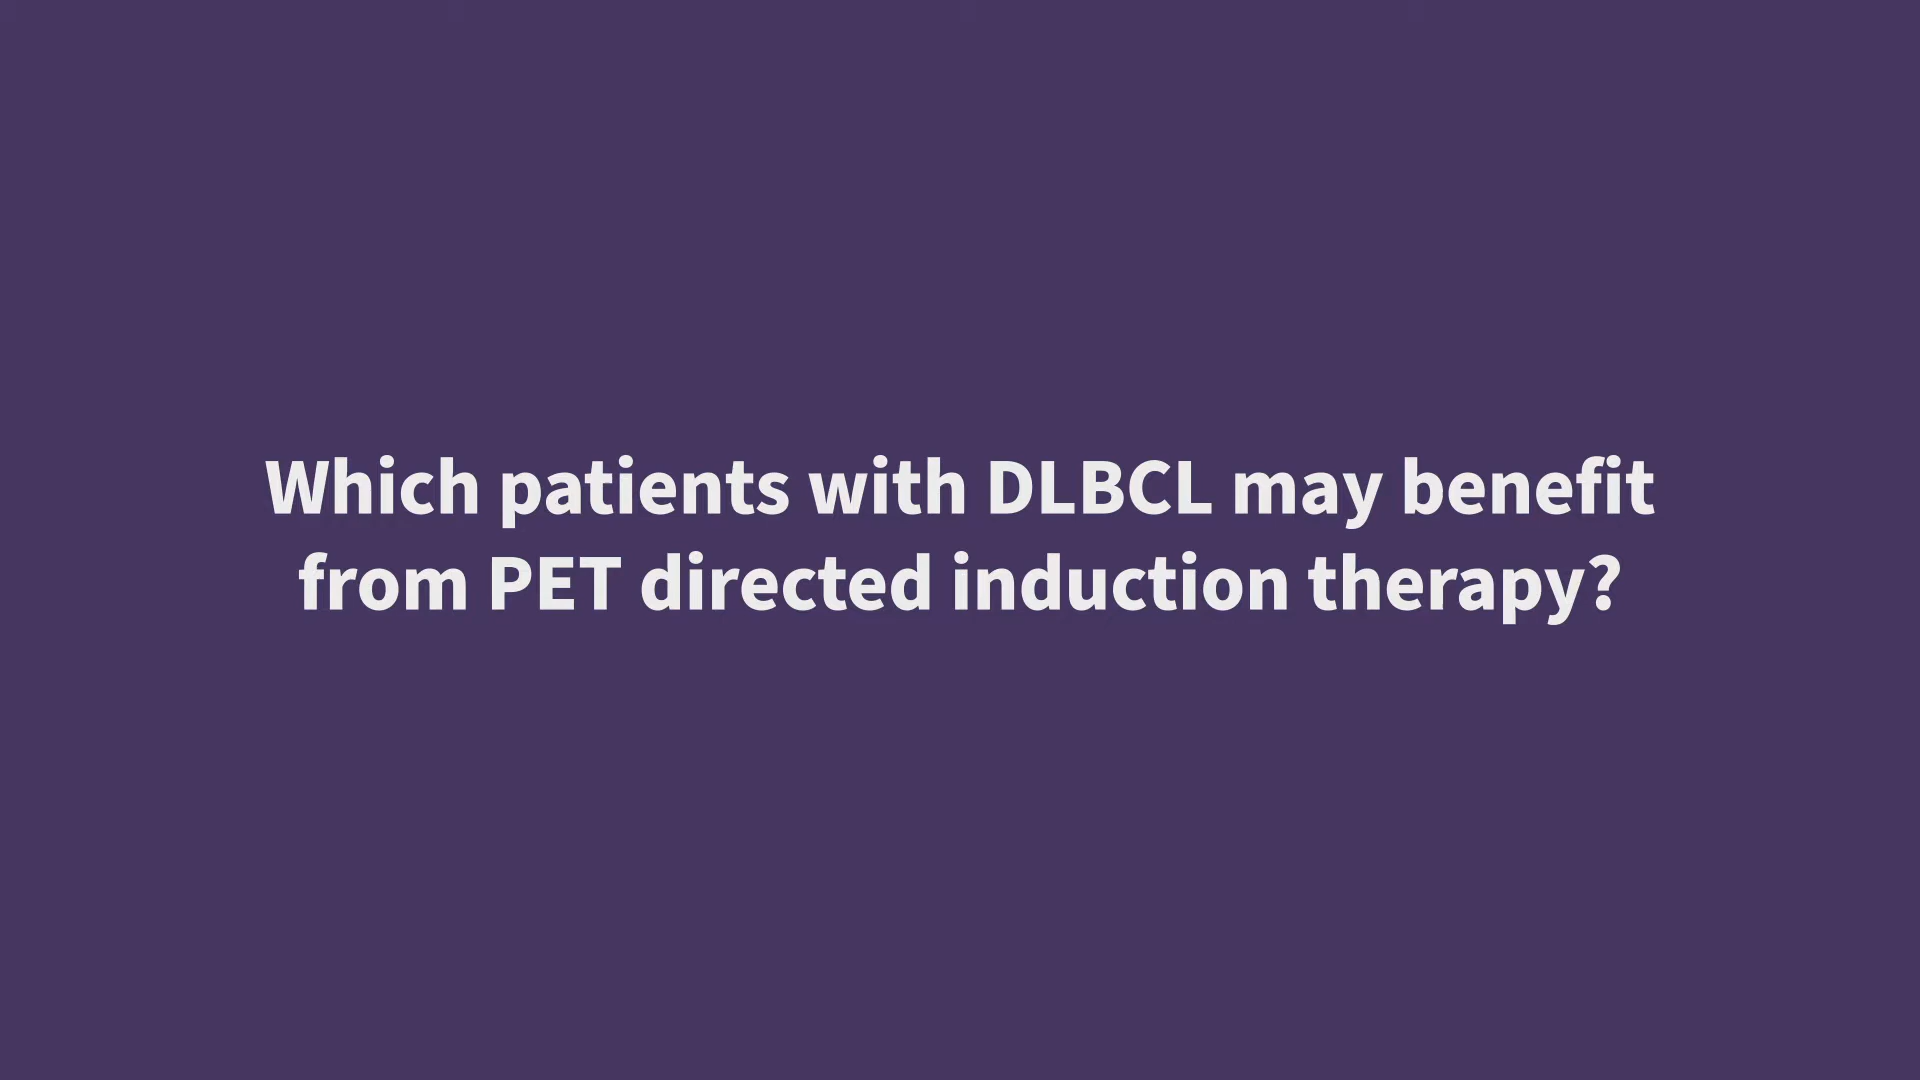 Which patients with DLBCL may benefit
from PET directed induction therapy?